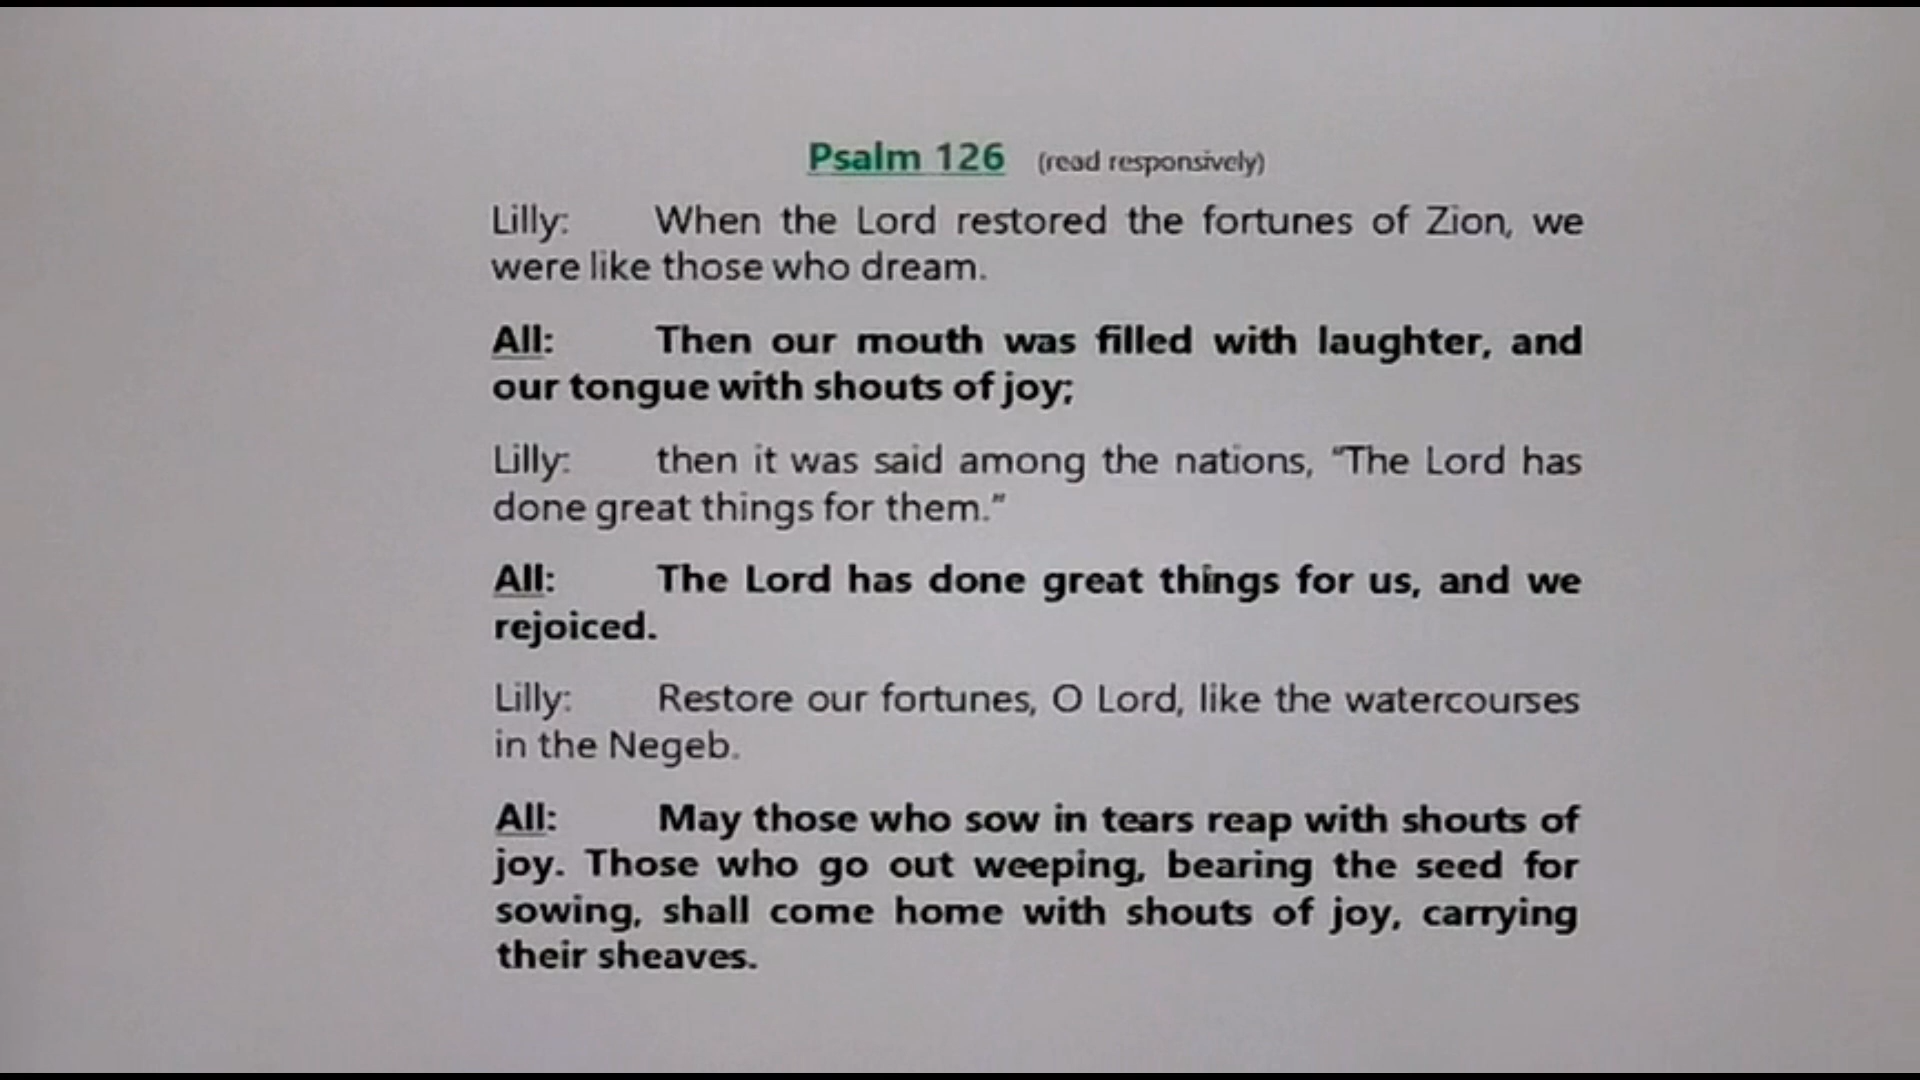 Psalm 126 (read responsively)
Lilly: When the Lord restored the fortunes of Zion, we
were like those who dream.
All: Then our mouth was filled with laughter, and
our tongue with shouts of joy;
Lilly: then it was said among the nations, “The Lord has
done great things for them.”
All: The Lord has done great things for us, and we
rejoiced.
Lilly: Restore our fortunes, O Lord, like the watercourses
in the Negeb.
All: May those who sow in tears reap with shouts of
joy. Those who go out weeping, bearing the seed for
sowing, shall come home with shouts of joy, carrying
their sheaves.